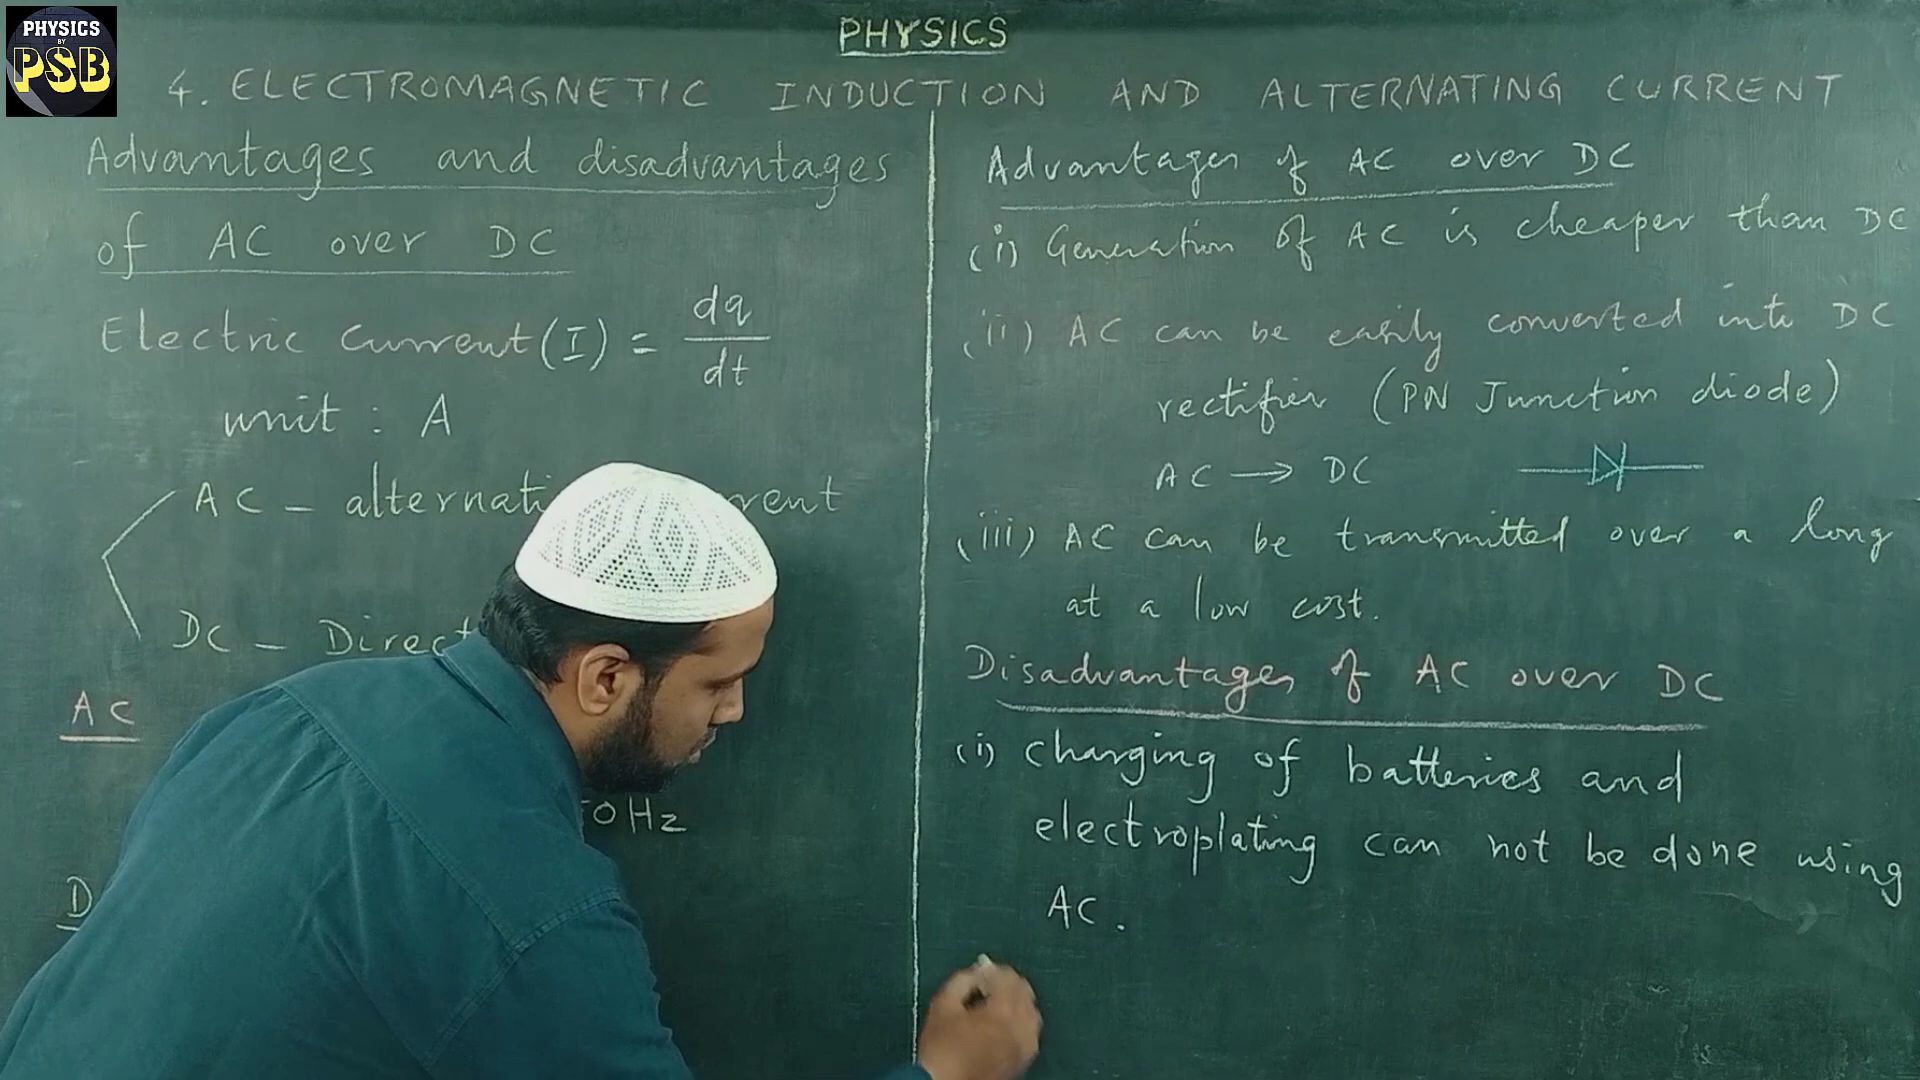 PHYSICS
BY
PSB
PHYSICS
4. ELECTROMAGNETIC INDUCTION AND ALTERNATING CURRENT
Advantages and disadvantages
of AC over DC
Electric Current (I) = dq
dt
unit : A
AC – alternati
DC – Direct
AC
0Hz
D
Advantages of AC over DC
(i) Generation of AC is cheaper than DC
(ii) AC can be easily converted into DC
rectifier (PN Junction diode)
AC → DC
(iii) AC can be transmitted over a long
at a low cost.
Disadvantages of AC over DC
(i) Charging of batteries and
electroplating can not be done using
AC.